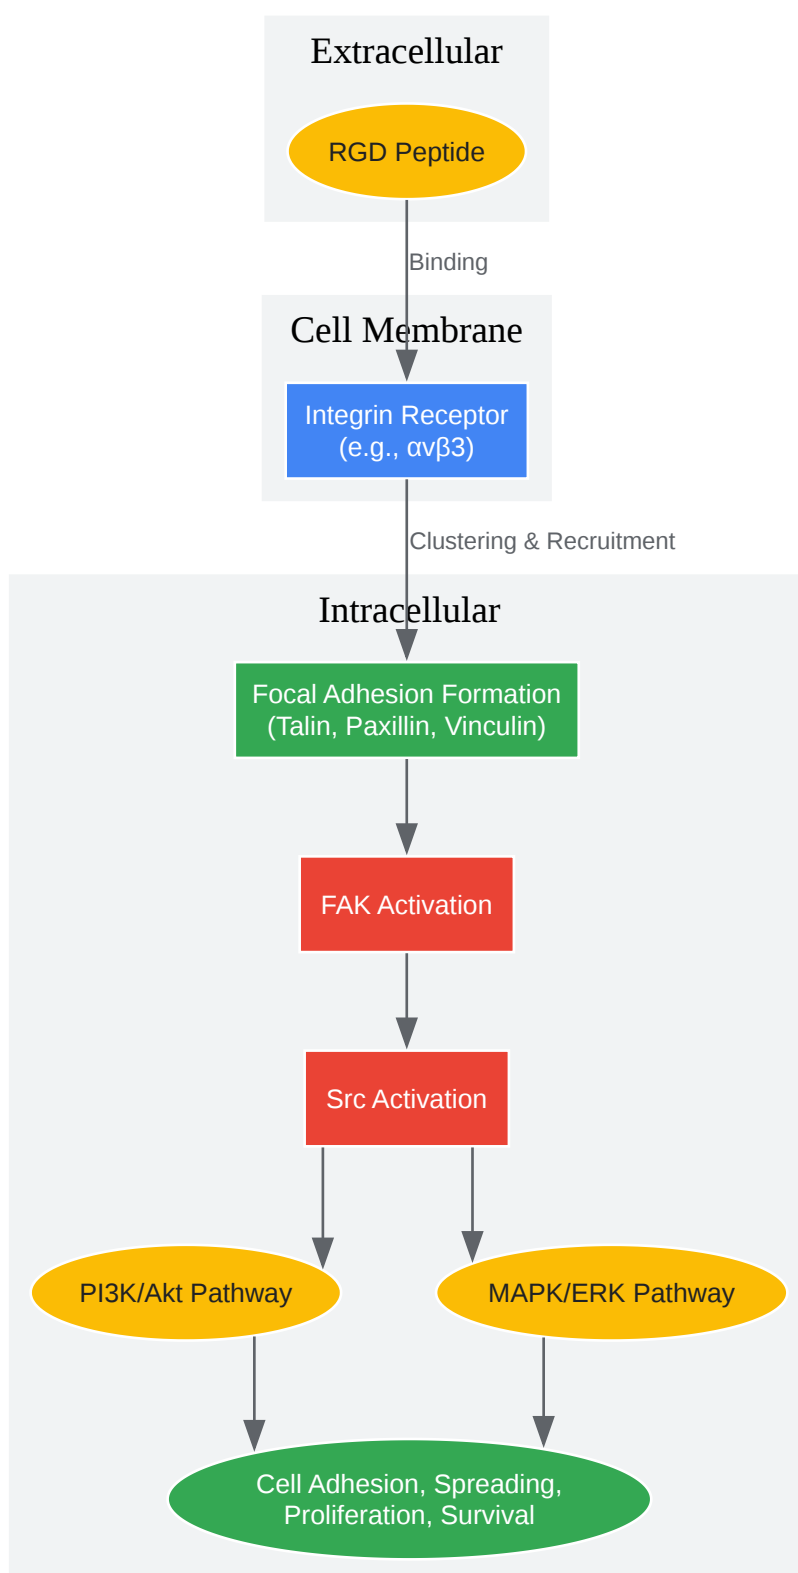 Extracellular
RGD Peptide
Binding
Cell Membrane
Integrin Receptor
(e.g., αvβ3)
Clustering & Recruitment
Intracellular
Focal Adhesion Formation
(Talin, Paxillin, Vinculin)
FAK Activation
Src Activation
PI3K/Akt Pathway
MAPK/ERK Pathway
Cell Adhesion, Spreading,
Proliferation, Survival